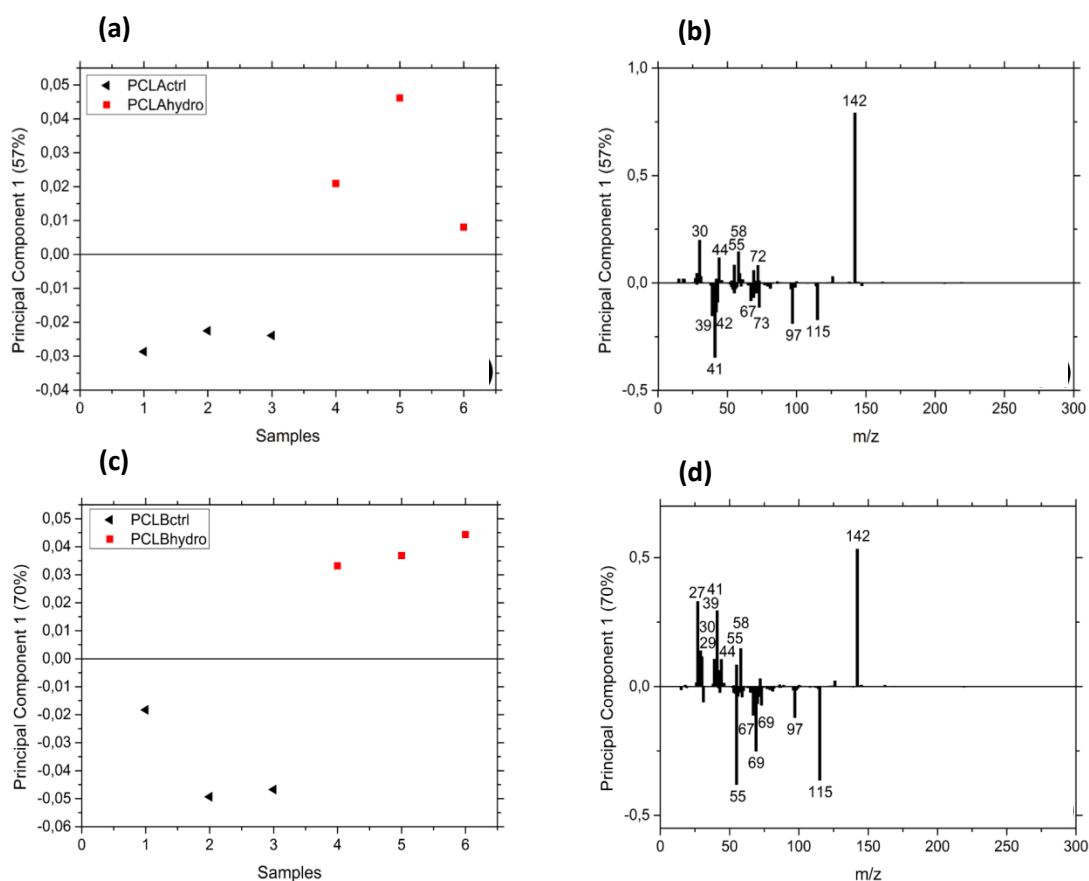 (a)
PCLActrl
PCLAhydro
Principal Component 1 (57%)
0,05
0,04
0,03
0,02
0,01
0,00
-0,01
-0,02
-0,03
-0,04
0 1 2 3 4 5 6
Samples
(b)
Principal Component 1 (57%)
1,0
0,5
0,0
-0,5
142
30
58
44 55
72
67
39 42
73
97 115
41
0 50 100 150 200 250 300
m/z
(c)
PCLBctrl
PCLBhydro
Principal Component 1 (70%)
0,05
0,04
0,03
0,02
0,01
0,00
-0,01
-0,02
-0,03
-0,04
-0,05
-0,06
0 1 2 3 4 5 6
Samples
(d)
Principal Component 1 (70%)
0,5
0,0
-0,5
142
27 41
39
30 58
29 55
44
67 69 97
69
55 115
0 50 100 150 200 250 300
m/z